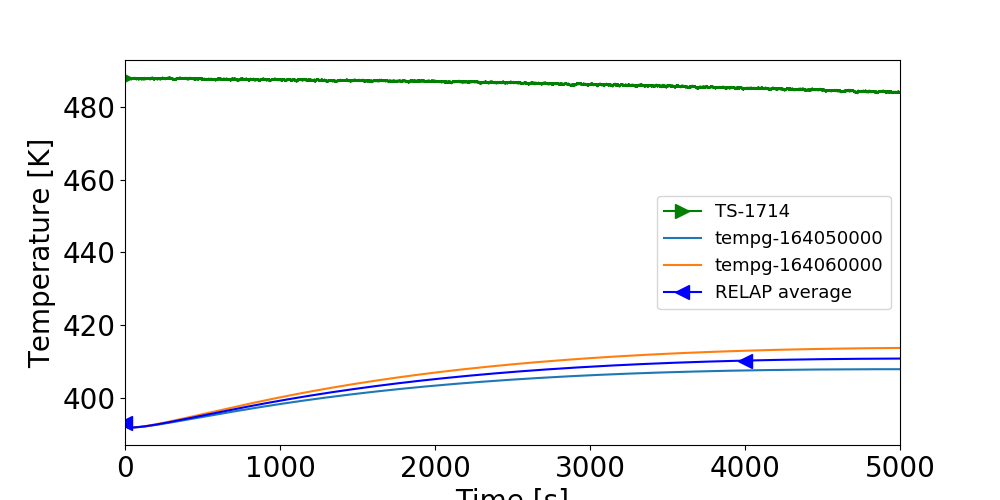 Temperature [K]
480
460
440
420
400
TS-1714
tempg-164050000
tempg-164060000
RELAP average
0 1000 2000 3000 4000 5000
Time [s]